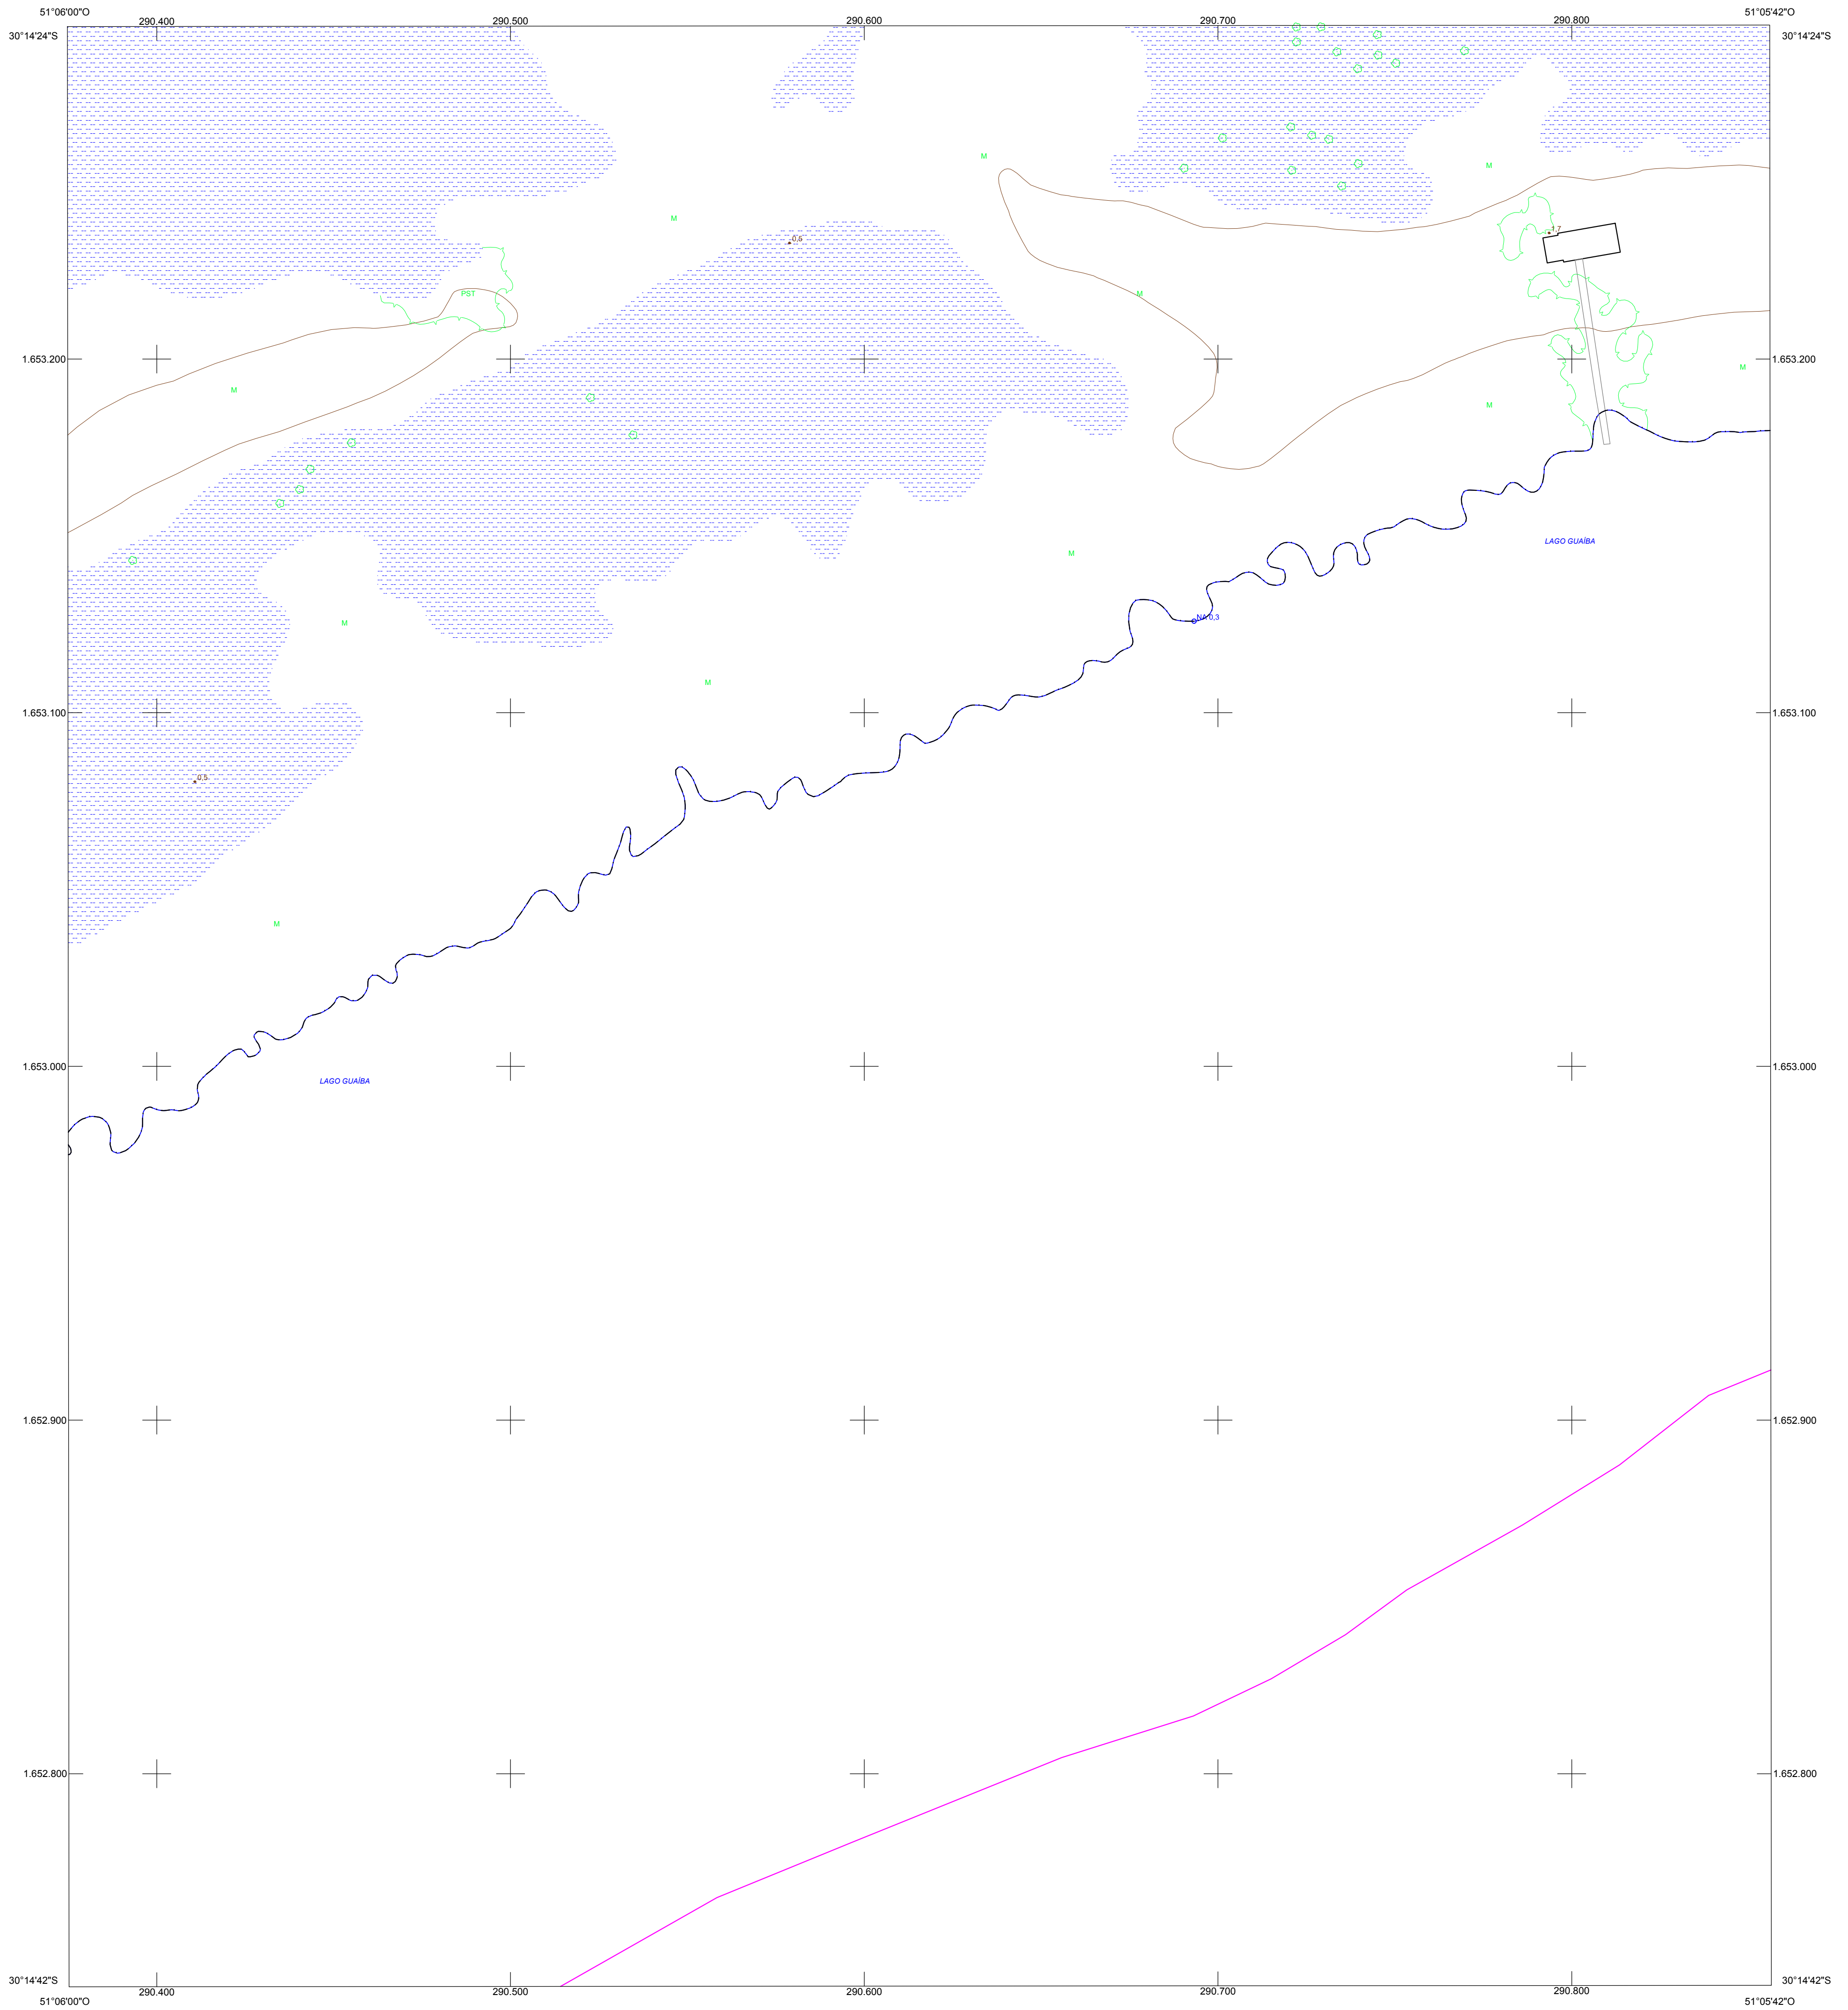 51°06'00"O 51°05'42"O
290.400 290.500 290.600 290.700 290.800
30°14'24"S 30°14'24"S
M
M
M
0,8
1,7
PST
M
1.653.200 1.653.200
M
M
M
LAGO GUAÍBA
M
NA 0,3
M
M
1.653.100 1.653.100
0,5
M
1.653.000 1.653.000
LAGO GUAÍBA
1.652.900 1.652.900
1.652.800 1.652.800
30°14'42"S 30°14'42"S
290.400 290.500 290.600 290.700 290.800
51°06'00"O 51°05'42"O